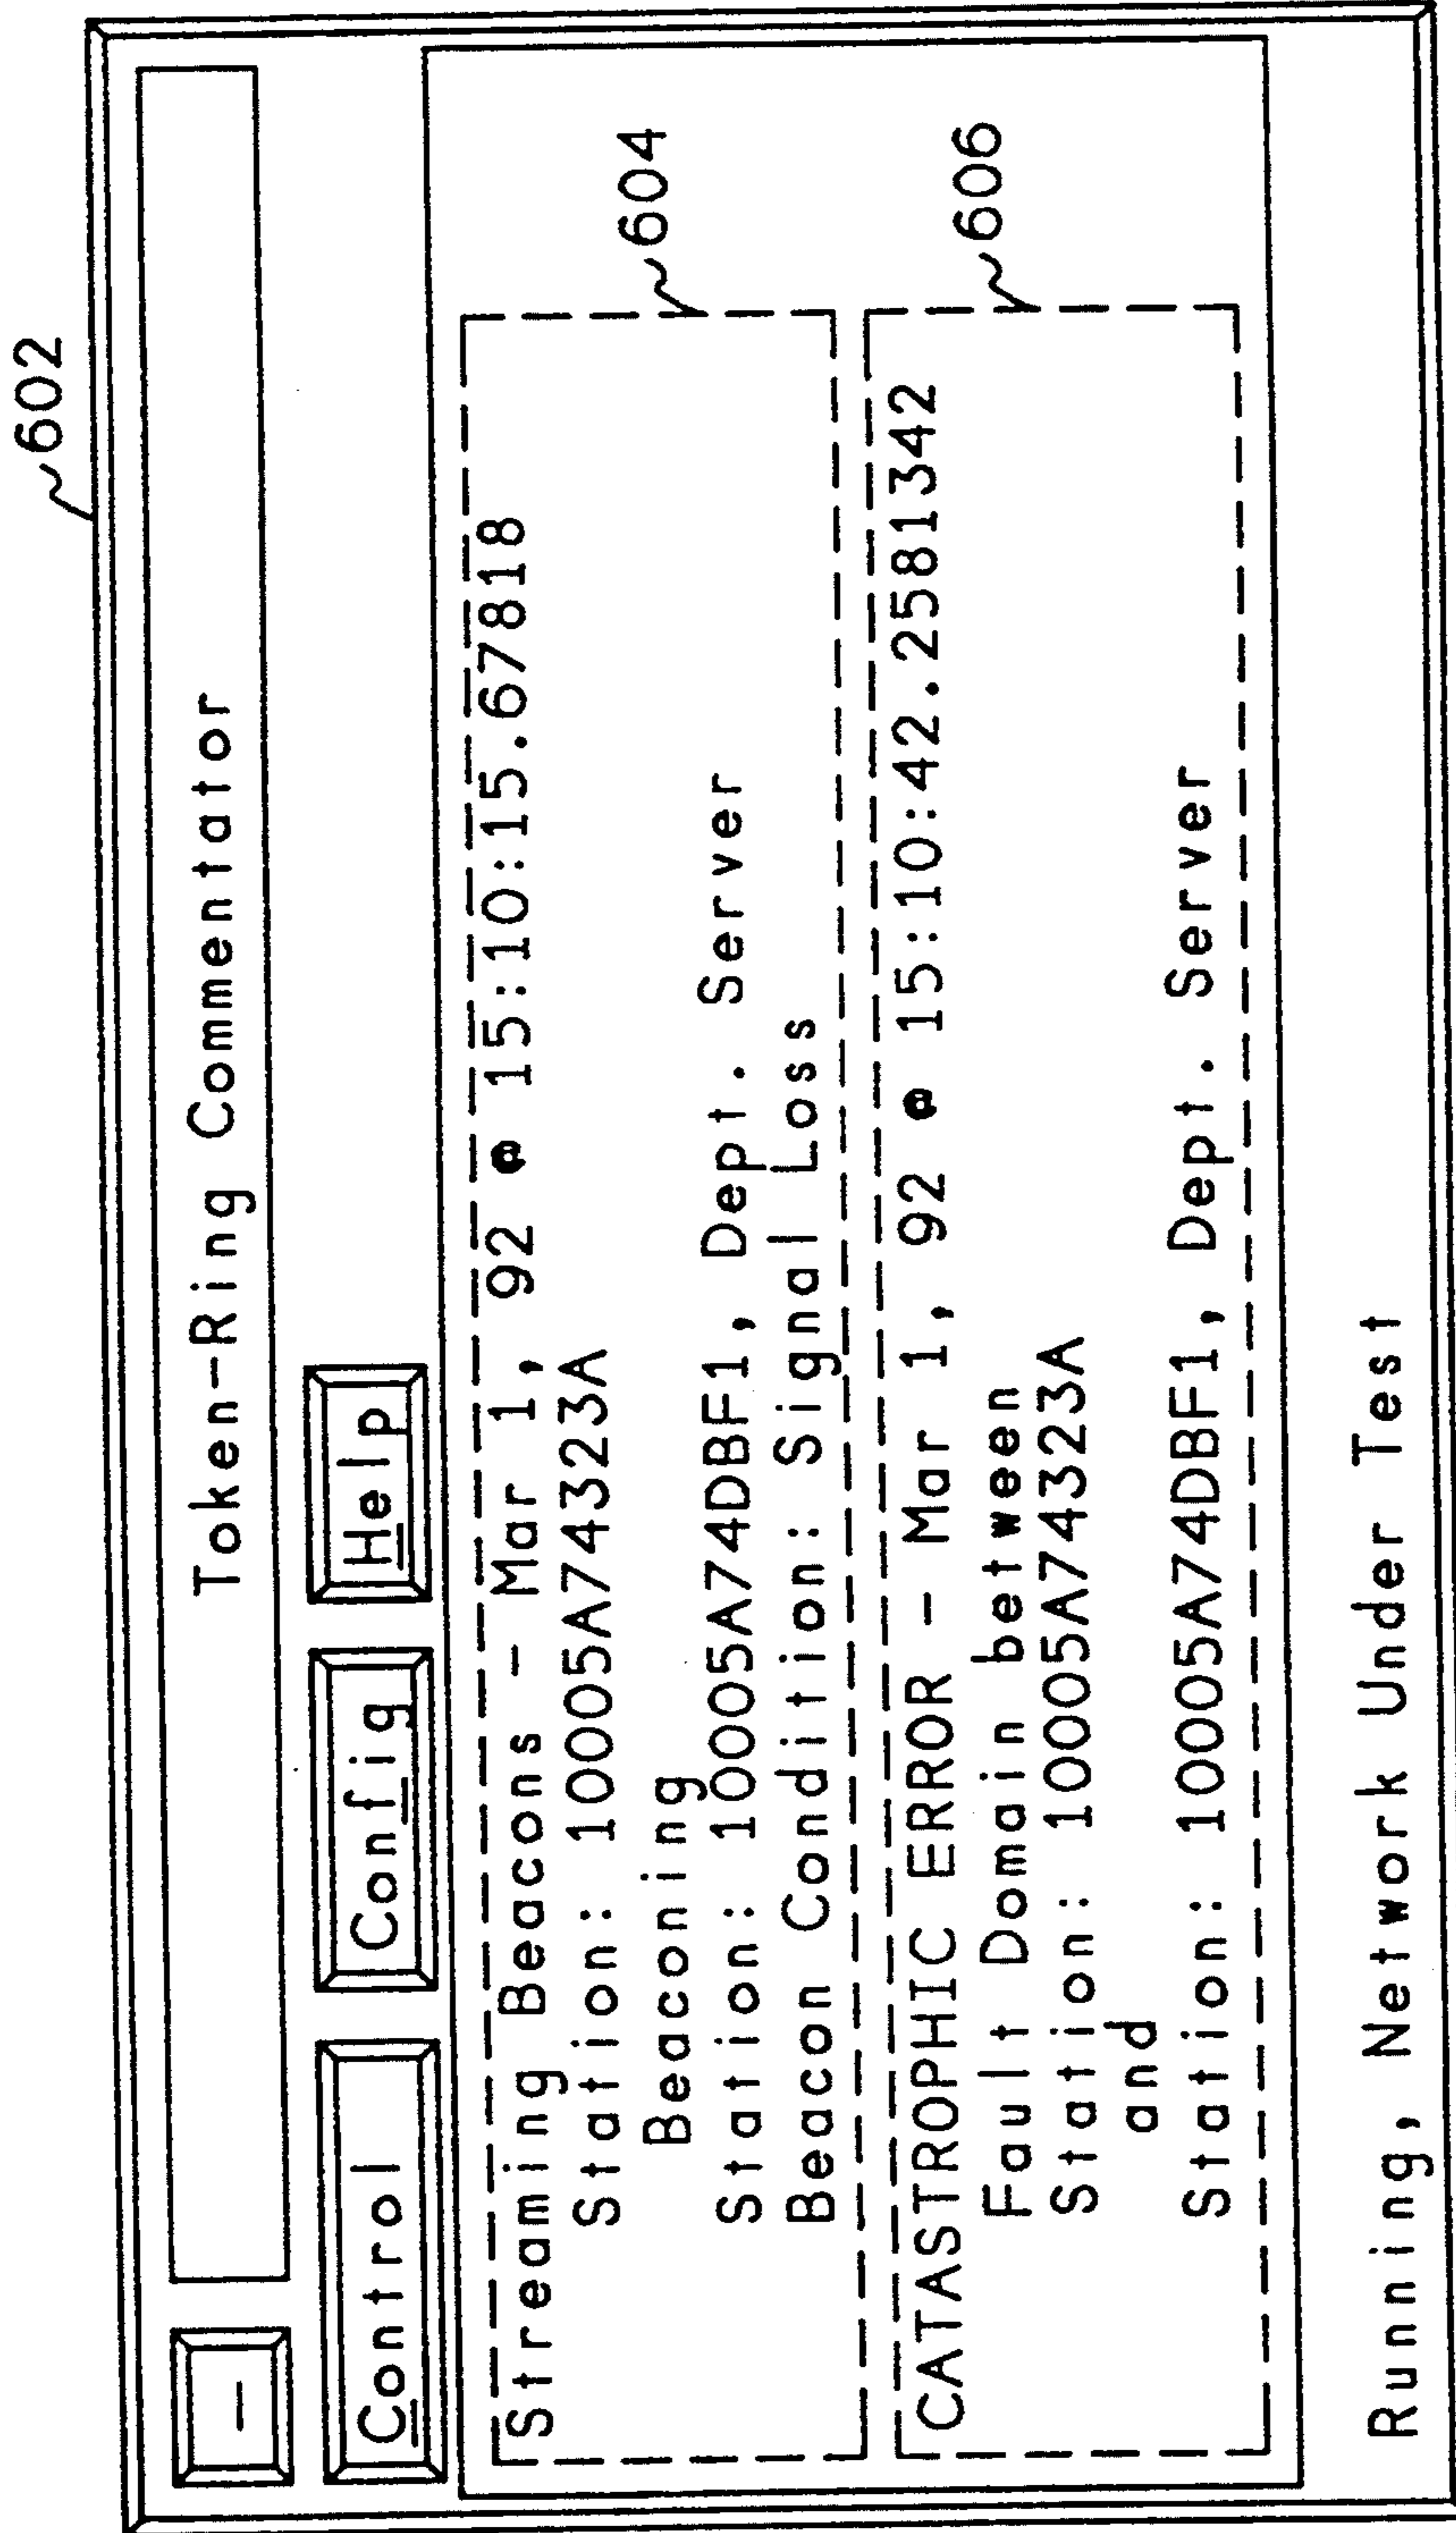 602
Token-Ring Commentator
-
Control Config Help
Streaming Beacons - Mar 1, 92 @ 15:10:15.67818
Station: 10005A74323A
Beaconing
Station: 10005A74DBF1, Dept. Server
Beacon Condition: Signal Loss
604
CATASTROPHIC ERROR - Mar 1, 92 @ 15:10:42.2581342
Fault Domain between
Station: 10005A74323A
and
Station: 10005A74DBF1, Dept. Server
606
Running, Network Under Test